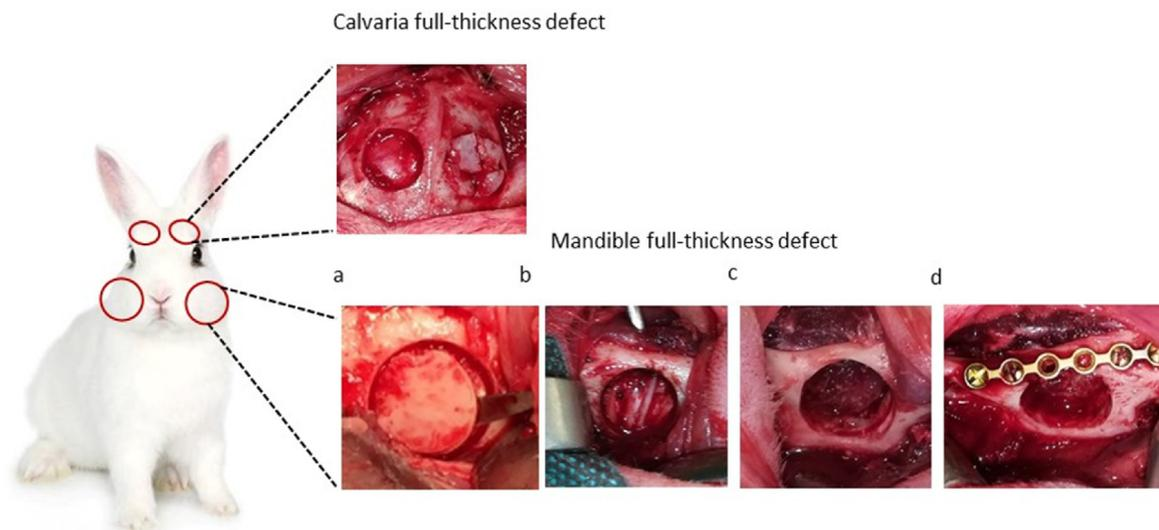 Calvaria full-thickness defect
Mandible full-thickness defect
a b c d